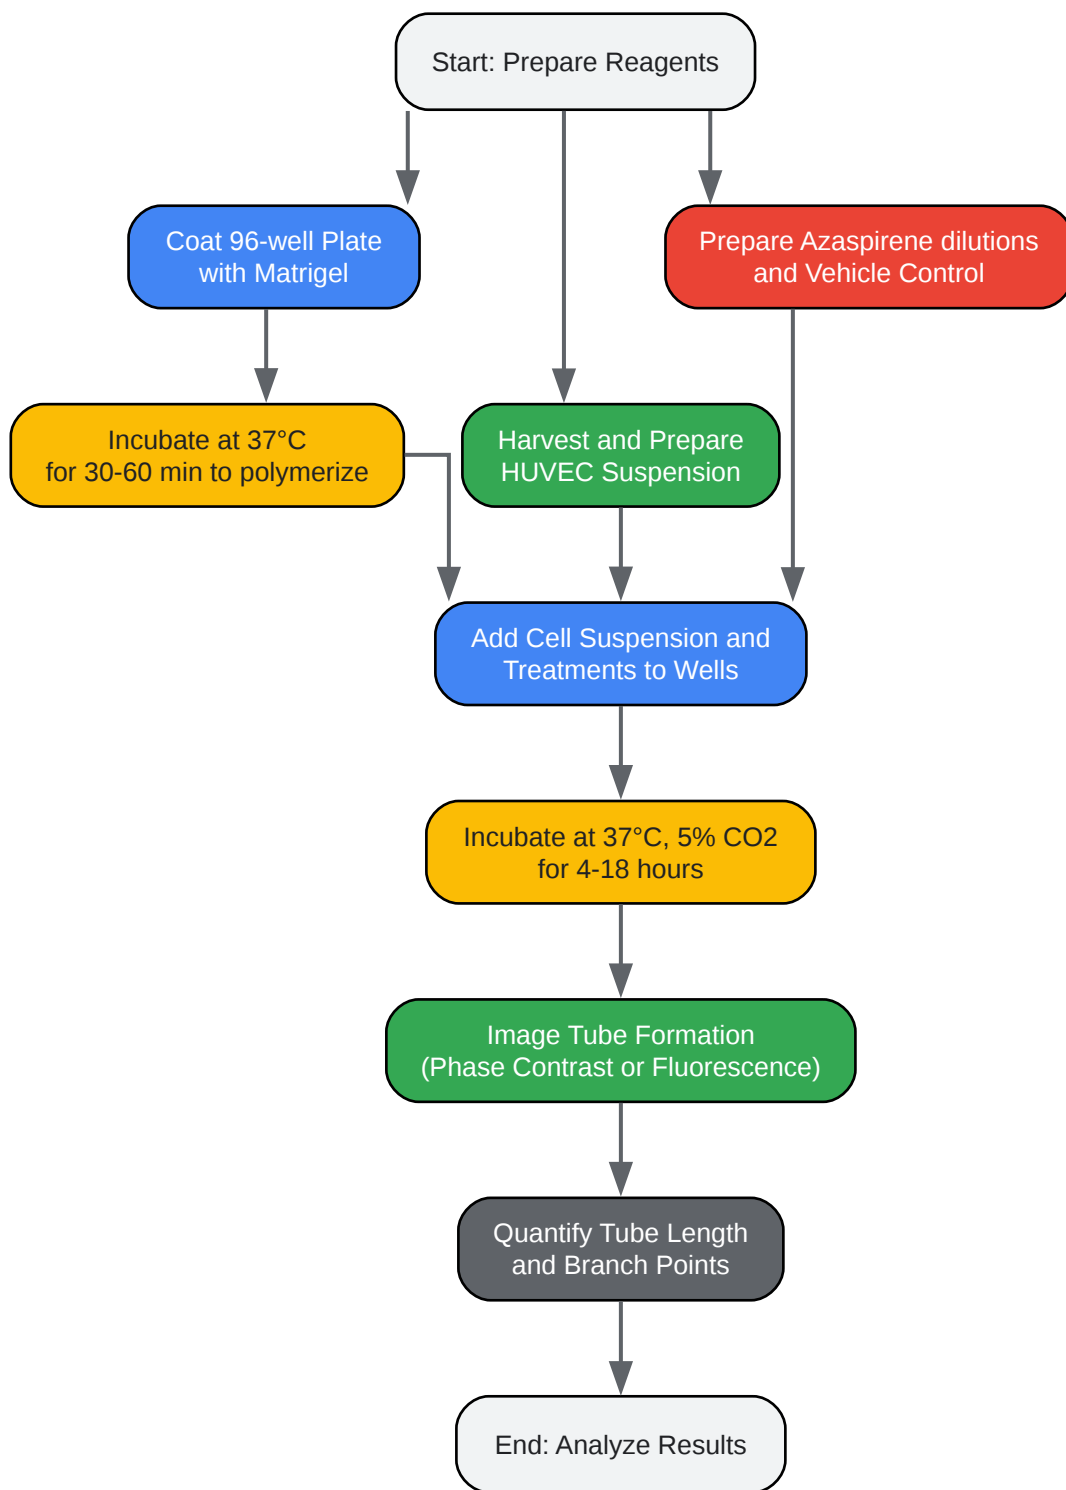 Start: Prepare Reagents
Coat 96-well Plate
with Matrigel
Prepare Azaspirene dilutions
and Vehicle Control
Incubate at 37°C
for 30-60 min to polymerize
Harvest and Prepare
HUVEC Suspension
Add Cell Suspension and
Treatments to Wells
Incubate at 37°C, 5% CO2
for 4-18 hours
Image Tube Formation
(Phase Contrast or Fluorescence)
Quantify Tube Length
and Branch Points
End: Analyze Results